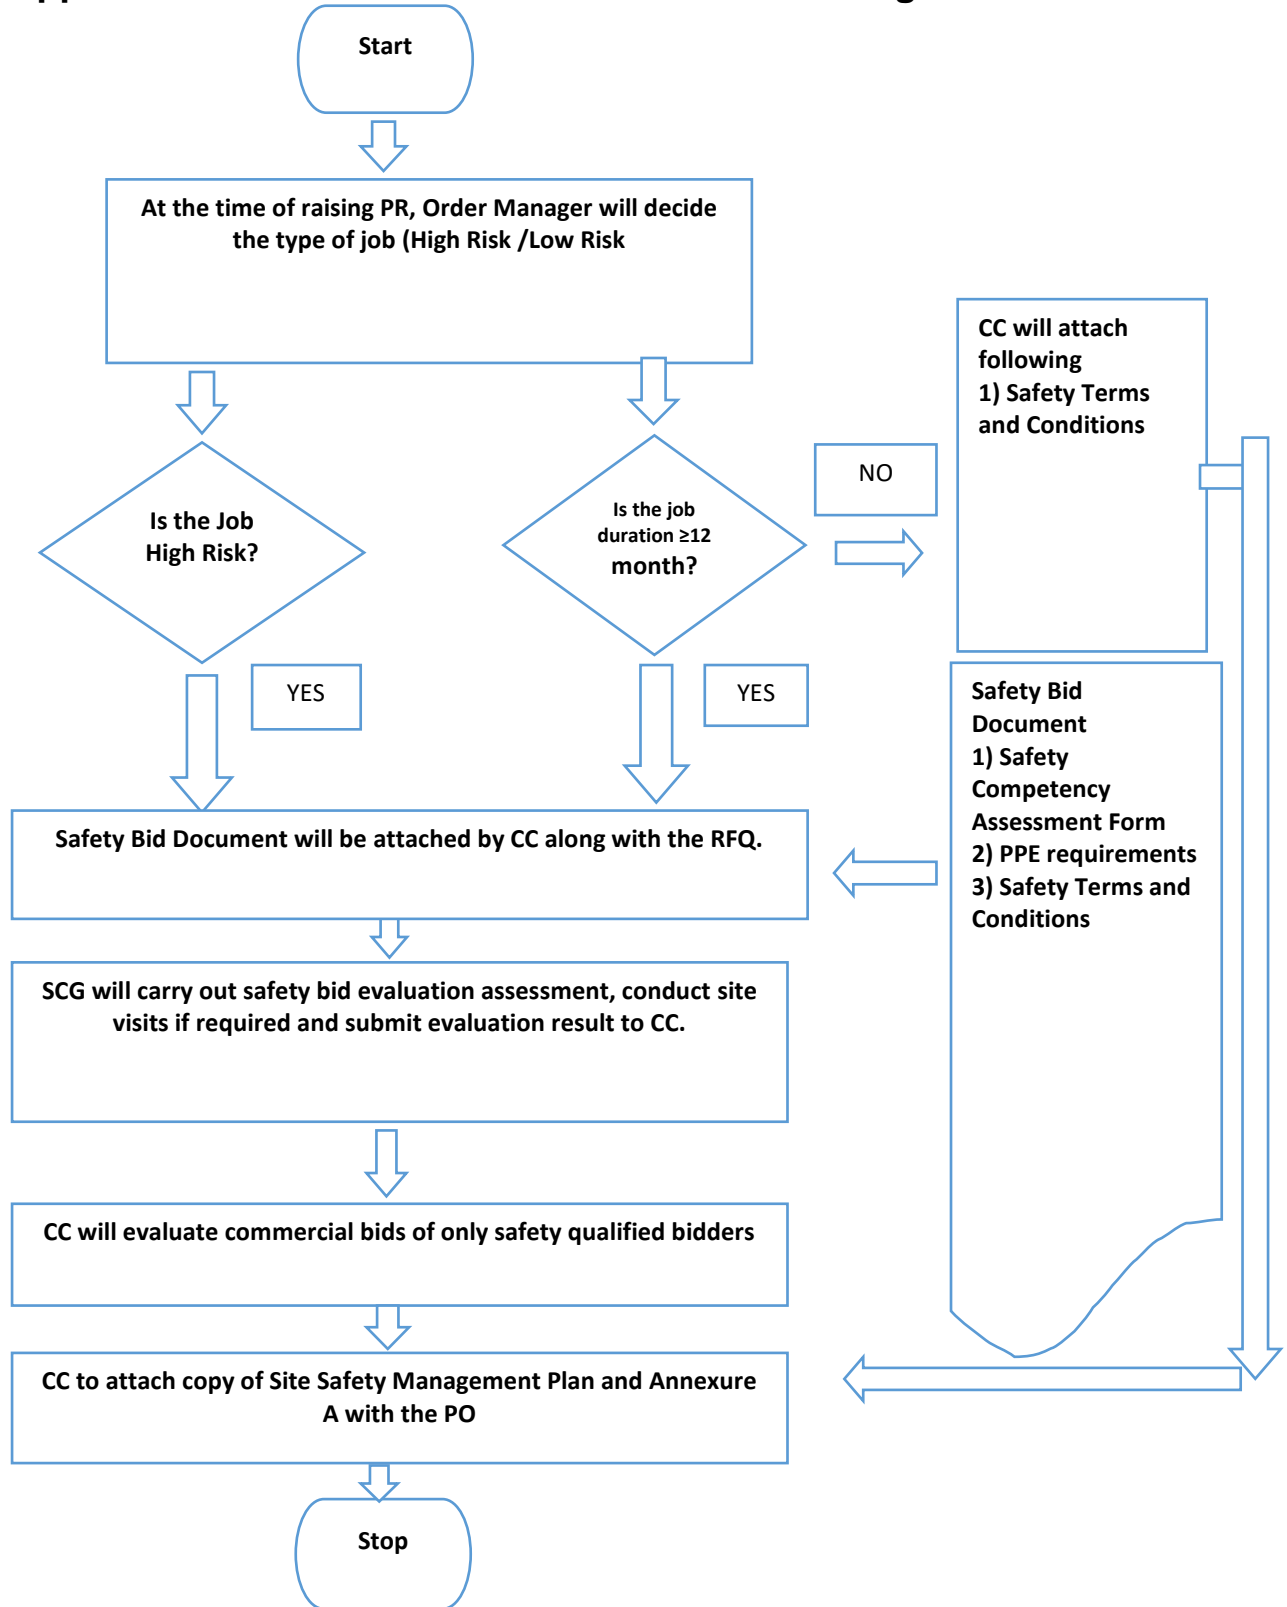 Start
At the time of raising PR, Order Manager will decide
the type of job (High Risk /Low Risk
CC will attach
following
1) Safety Terms
and Conditions
NO
Is the Job
High Risk?
Is the job
duration ≥12
month?
YES
YES
Safety Bid
Document
1) Safety
Competency
Assessment Form
2) PPE requirements
3) Safety Terms and
Conditions
Safety Bid Document will be attached by CC along with the RFQ.
SCG will carry out safety bid evaluation assessment, conduct site
visits if required and submit evaluation result to CC.
CC will evaluate commercial bids of only safety qualified bidders
CC to attach copy of Site Safety Management Plan and Annexure
A with the PO
Stop